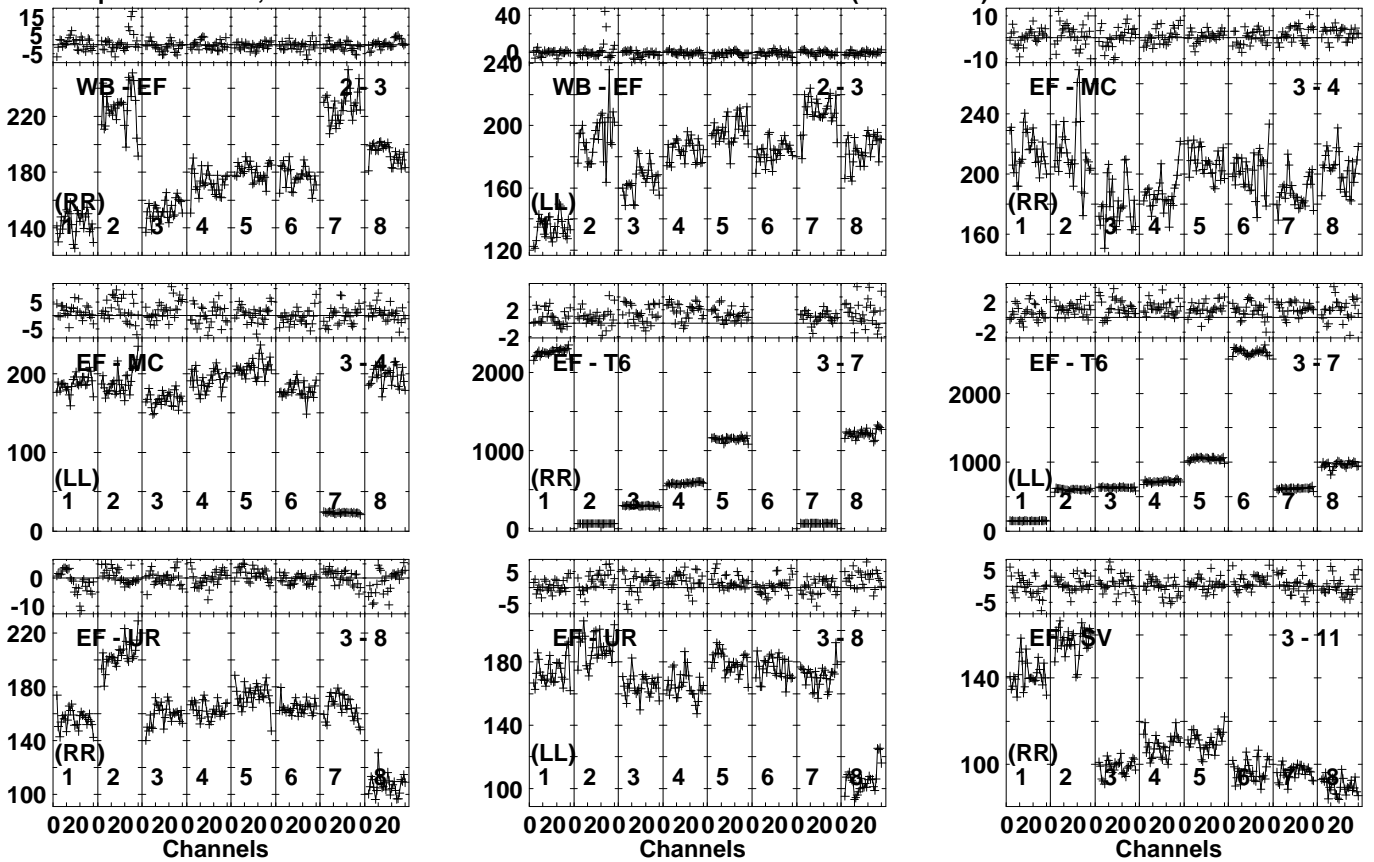 15
5
-5
WB - EF 2 - 3
220
180
140
(RR)
1 2 3 4 5 6 7 8
40
0
240
WB - EF 2 - 3
200
160
120
(LL)
1 2 3 4 5 6 7 8
10
-10
EF - MC 3 - 4
240
200
160
(RR)
1 2 3 4 5 6 7 8
5
-5
EF - MC 3 - 4
200
100
0
(LL)
1 2 3 4 5 6 7 8
2
-2
EF - T6 3 - 7
2000
1000
0
(RR)
1 2 3 4 5 6 7 8
2
-2
EF - T6 3 - 7
2000
1000
0
(LL)
1 2 3 4 5 6 7 8
0
-10
EF - UR 3 - 8
220
180
140
100
(RR)
1 2 3 4 5 6 7 8
0 20 0 20 0 20 0 20 0 20 0 20 0 20 0 20
Channels
5
-5
EF - UR 3 - 8
180
140
100
(LL)
1 2 3 4 5 6 7 8
0 20 0 20 0 20 0 20 0 20 0 20 0 20 0 20
Channels
5
-5
EF - SV 3 - 11
140
100
(RR)
1 2 3 4 5 6 7 8
0 20 0 20 0 20 0 20 0 20 0 20 0 20 0 20
Channels